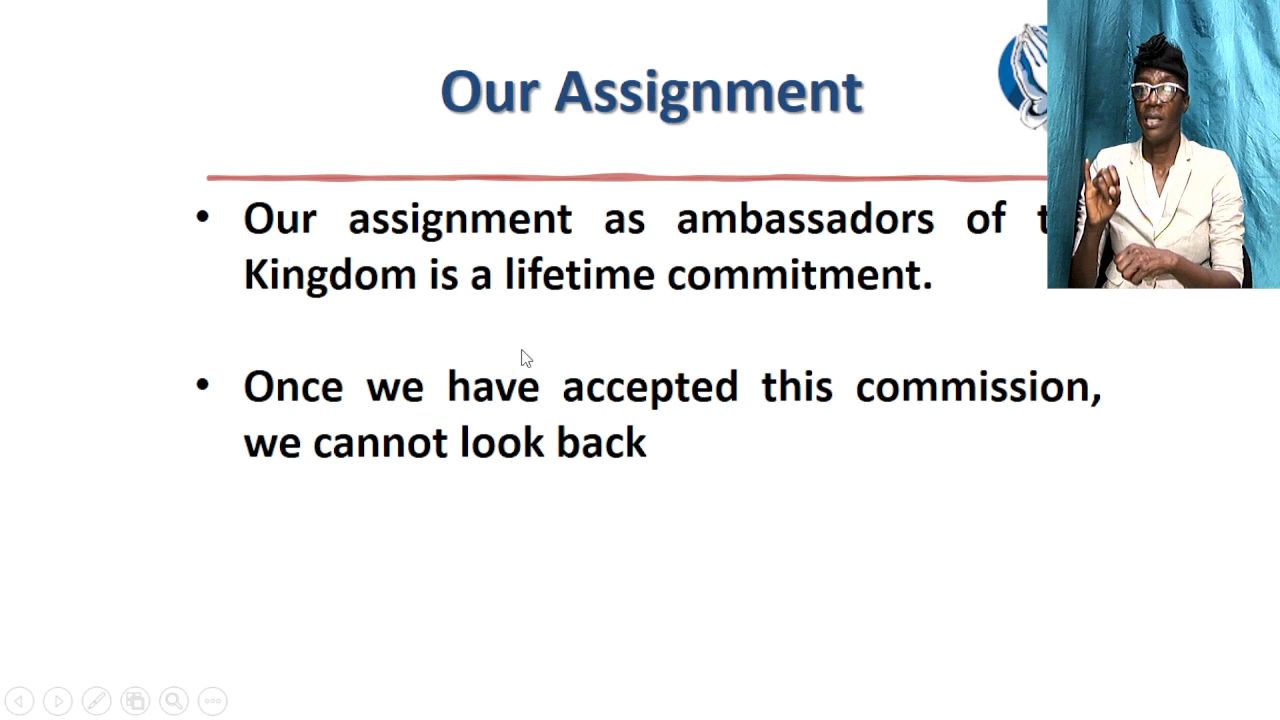 Our Assignment
• Our assignment as ambassadors of
Kingdom is a lifetime commitment.
• Once we have accepted this commission,
we cannot look back